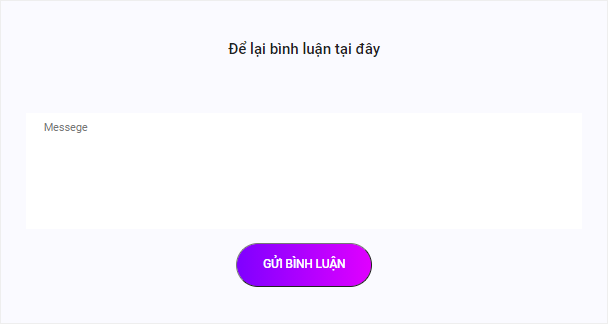 Để lại bình luận tại đây
Messege
GỬI BÌNH LUẬN